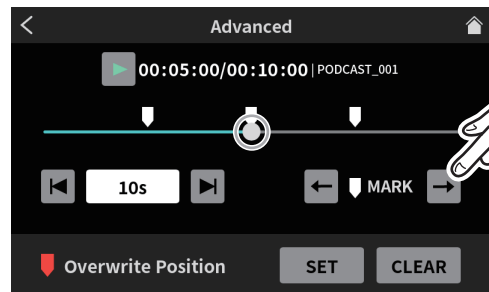 Advanced
00:05:00/00:10:00 | PODCAST_001
10s
MARK
Overwrite Position
SET
CLEAR